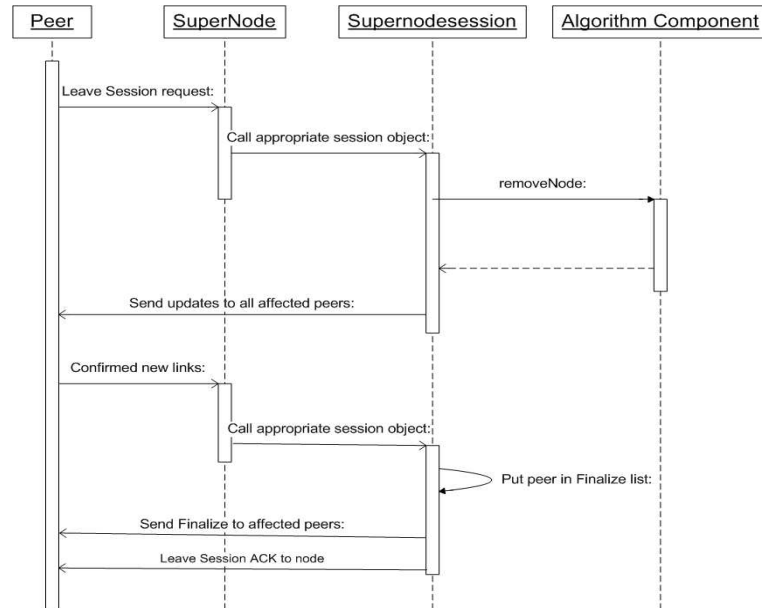 Peer
SuperNode
Supernodesession
Algorithm Component
Leave Session request:
Call appropriate session object:
removeNode:
Send updates to all affected peers:
Confirmed new links:
Call appropriate session object:
Put peer in Finalize list:
Send Finalize to affected peers:
Leave Session ACK to node